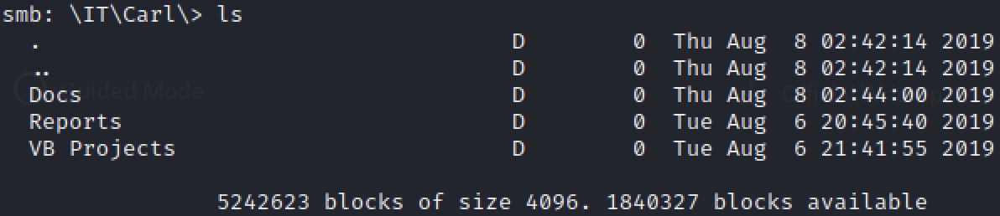 smb: \IT\Carl\> ls
. D 0 Thu Aug 8 02:42:14 2019
.. D 0 Thu Aug 8 02:42:14 2019
Docs D 0 Thu Aug 8 02:44:00 2019
Reports D 0 Tue Aug 6 20:45:40 2019
VB Projects D 0 Tue Aug 6 21:41:55 2019
5242623 blocks of size 4096. 1840327 blocks available
Guided Mode